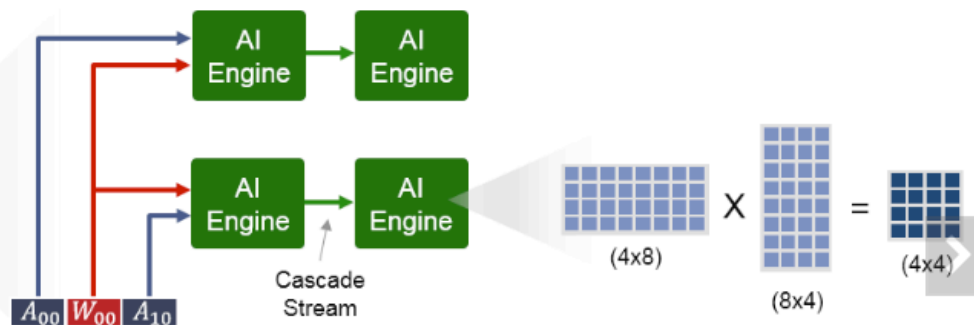 AI
Engine
AI
Engine
AI
Engine
AI
Engine
Cascade
Stream
A₀₀ W₀₀ A₁₀
(4x8)
X
(8x4)
=
(4x4)